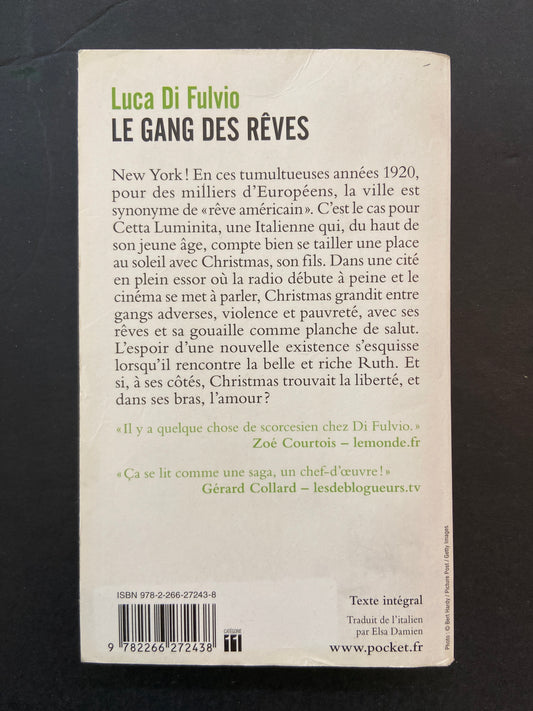 Luca Di Fulvio
LE GANG DES RÊVES
New York ! En ces tumultueuses années 1920,
pour des milliers d'Européens, la ville est
synonyme de « rêve américain ». C'est le cas pour
Cetta Luminita, une Italienne qui, du haut de
son jeune âge, compte bien se tailler une place
au soleil avec Christmas, son fils. Dans une cité
en plein essor où la radio débute à peine et le
cinéma se met à parler, Christmas grandit entre
gangs adverses, violence et pauvreté, avec ses
rêves et sa gouaille comme planche de salut.
L'espoir d'une nouvelle existence s'esquisse
lorsqu'il rencontre la belle et riche Ruth. Et
si, à ses côtés, Christmas trouvait la liberté, et
dans ses bras, l'amour ?
« Il y a quelque chose de scorcesien chez Di Fulvio. »
Zoé Courtois – lemonde.fr
« Ça se lit comme une saga, un chef-d'œuvre ! »
Gérard Collard – lesdeblogueurs.tv
Photo : © Bert Hardy / Picture Post / Getty Images
ISBN 978-2-266-27243-8
9 782266 272438
CATÉGORIE
Texte intégral
Traduit de l'italien
par Elsa Damien
www.pocket.fr